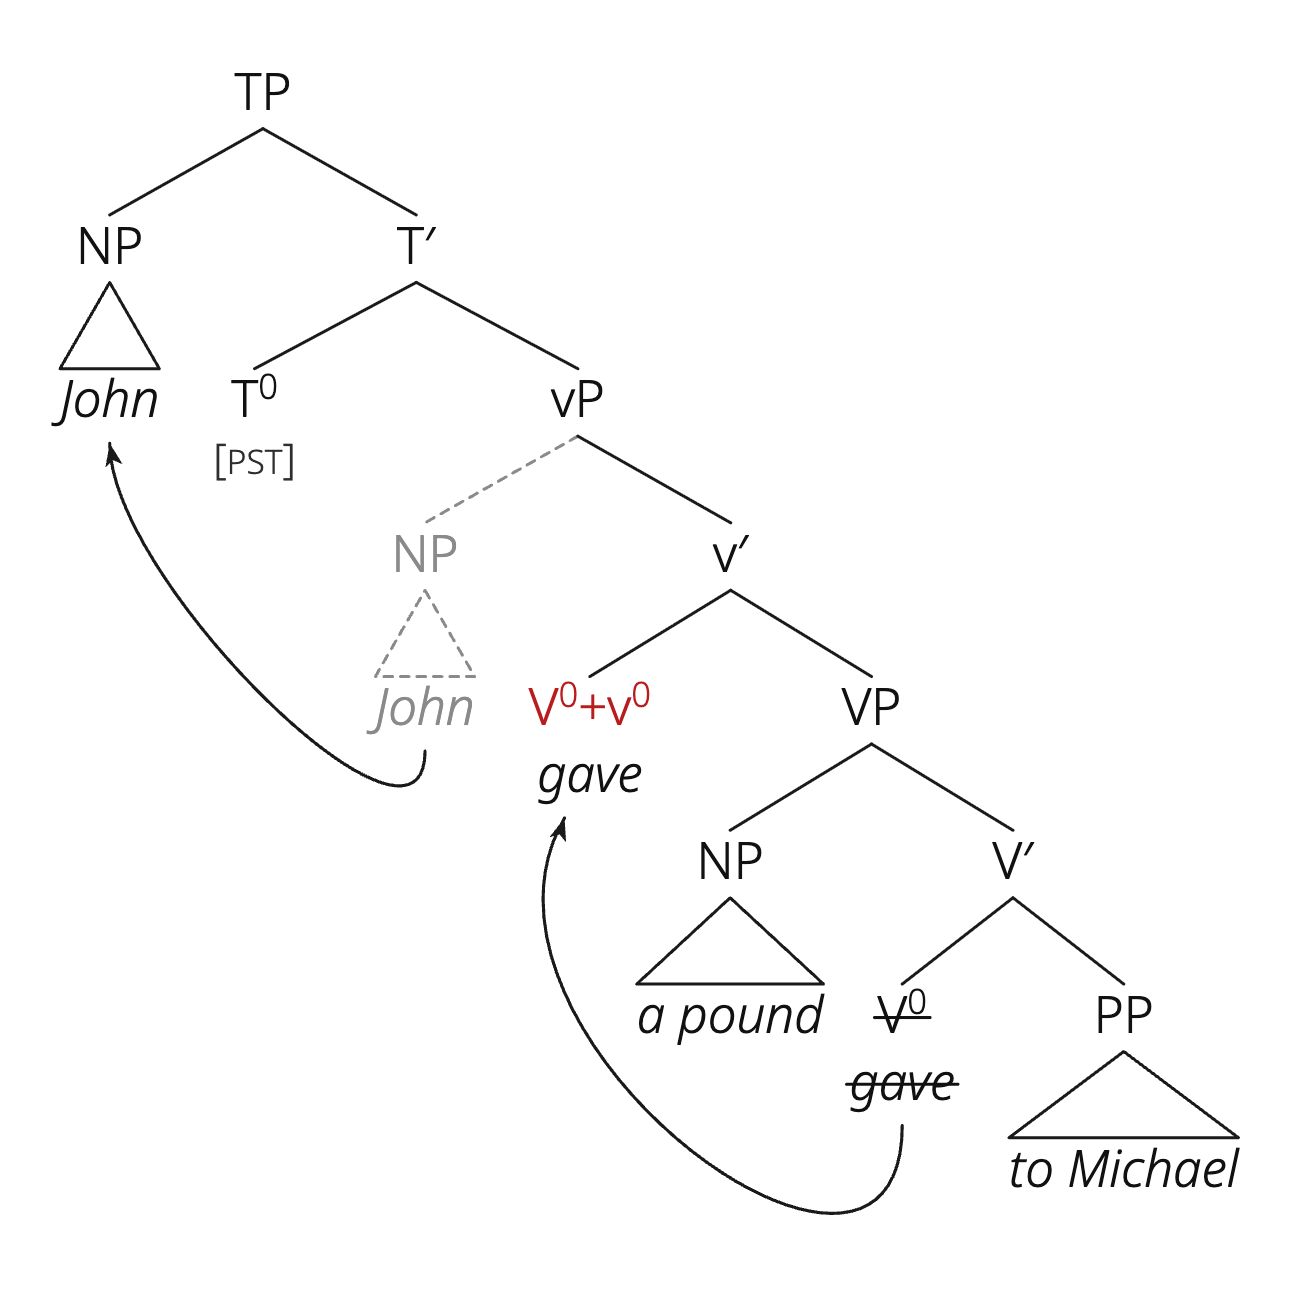 TP
NP T′
John T⁰ vP
[PST]
NP v′
John V⁰+v⁰ VP
gave
NP V′
a pound V⁰ PP
gave
to Michael